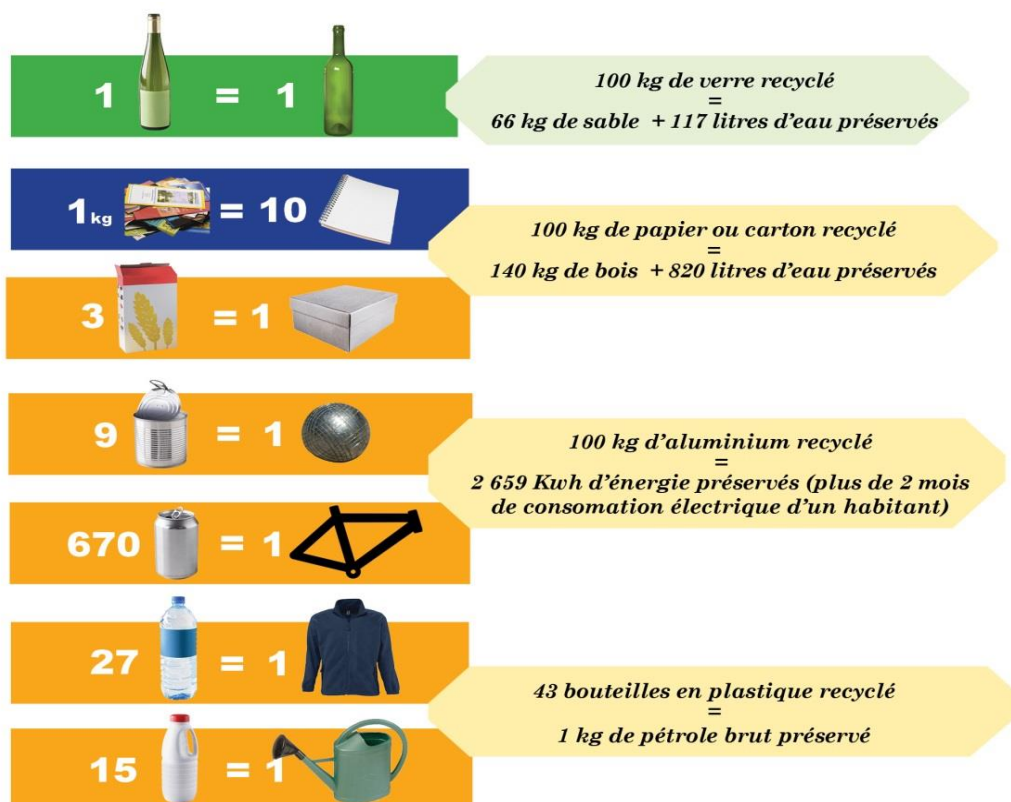 1 = 1
100 kg de verre recyclé
=
66 kg de sable + 117 litres d'eau préservés
1kg = 10
100 kg de papier ou carton recyclé
=
140 kg de bois + 820 litres d'eau préservés
3 = 1
9 = 1
100 kg d'aluminium recyclé
=
2 659 Kwh d'énergie préservés (plus de 2 mois
de consomation électrique d'un habitant)
670 = 1
27 = 1
43 bouteilles en plastique recyclé
=
1 kg de pétrole brut préservé
15 = 1